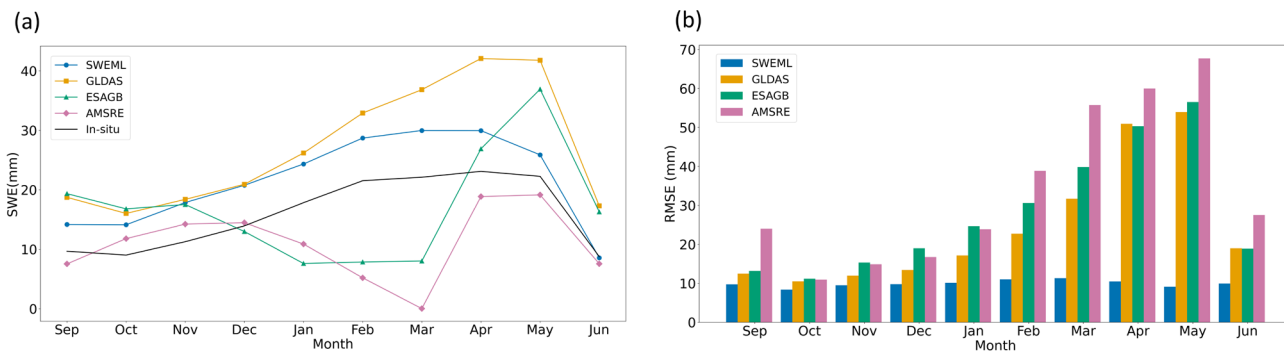 (a)
SWE(mm)
40
30
20
10
0
SWEML
GLDAS
ESAGB
AMSRE
In-situ
Sep Oct Nov Dec Jan Feb Mar Apr May Jun
Month
(b)
RMSE (mm)
70
60
50
40
30
20
10
0
SWEML
GLDAS
ESAGB
AMSRE
Sep Oct Nov Dec Jan Feb Mar Apr May Jun
Month